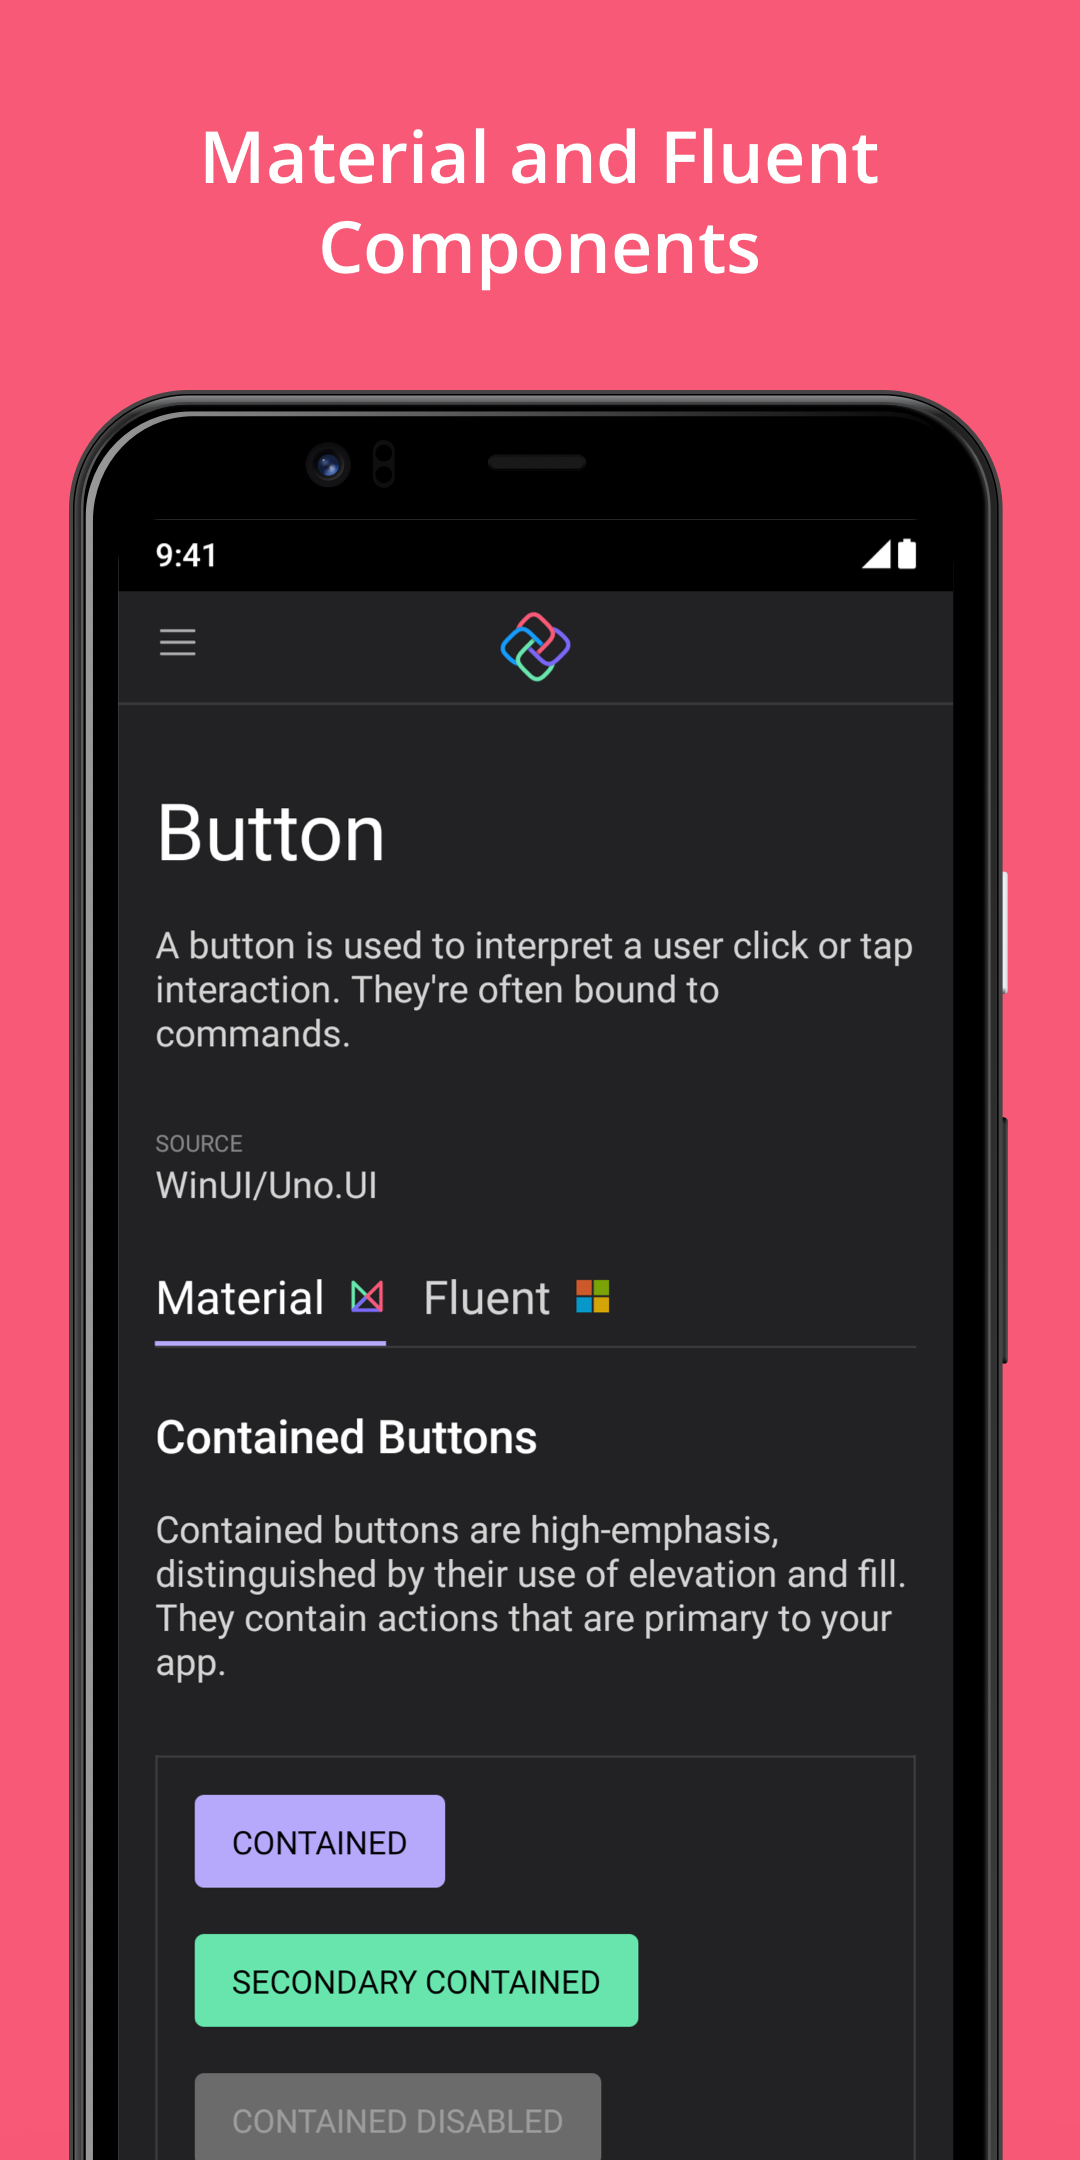 Material and Fluent
Components
9:41
Button
A button is used to interpret a user click or tap
interaction. They're often bound to
commands.
SOURCE
WinUI/Uno.UI
Material Fluent
Contained Buttons
Contained buttons are high-emphasis,
distinguished by their use of elevation and fill.
They contain actions that are primary to your
app.
CONTAINED
SECONDARY CONTAINED
CONTAINED DISABLED